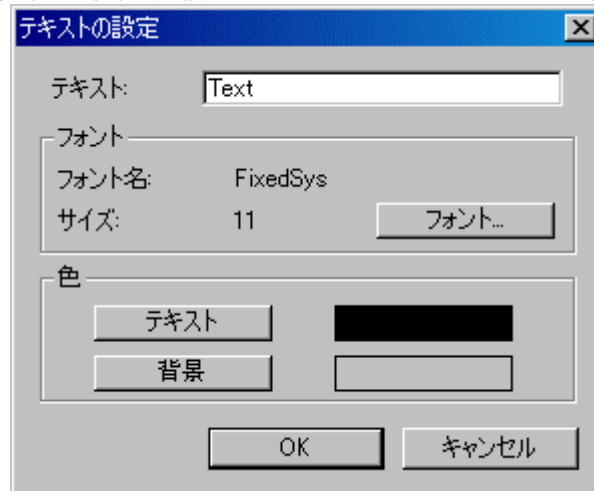 テキストの設定
テキスト: Text
フォント
フォント名: FixedSys
サイズ: 11 フォント...
色
テキスト
背景
OK キャンセル